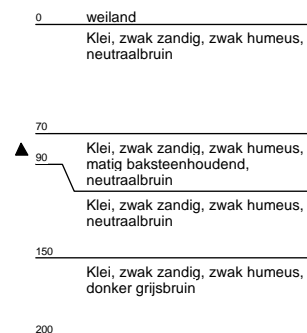 0 weiland
Klei, zwak zandig, zwak humeus,
neutraalbruin
70
Klei, zwak zandig, zwak humeus,
90 matig baksteenhoudend,
neutraalbruin
Klei, zwak zandig, zwak humeus,
neutraalbruin
150
Klei, zwak zandig, zwak humeus,
donker grijsbruin
200